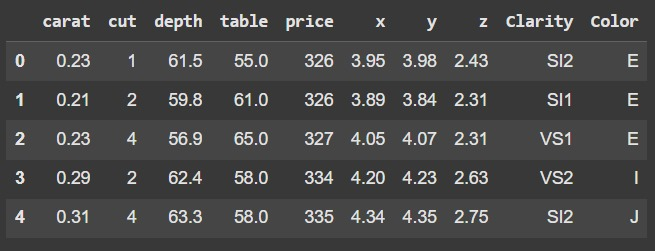 carat cut depth table price x y z Clarity Color
0 0.23 1 61.5 55.0 326 3.95 3.98 2.43 SI2 E
1 0.21 2 59.8 61.0 326 3.89 3.84 2.31 SI1 E
2 0.23 4 56.9 65.0 327 4.05 4.07 2.31 VS1 E
3 0.29 2 62.4 58.0 334 4.20 4.23 2.63 VS2 I
4 0.31 4 63.3 58.0 335 4.34 4.35 2.75 SI2 J